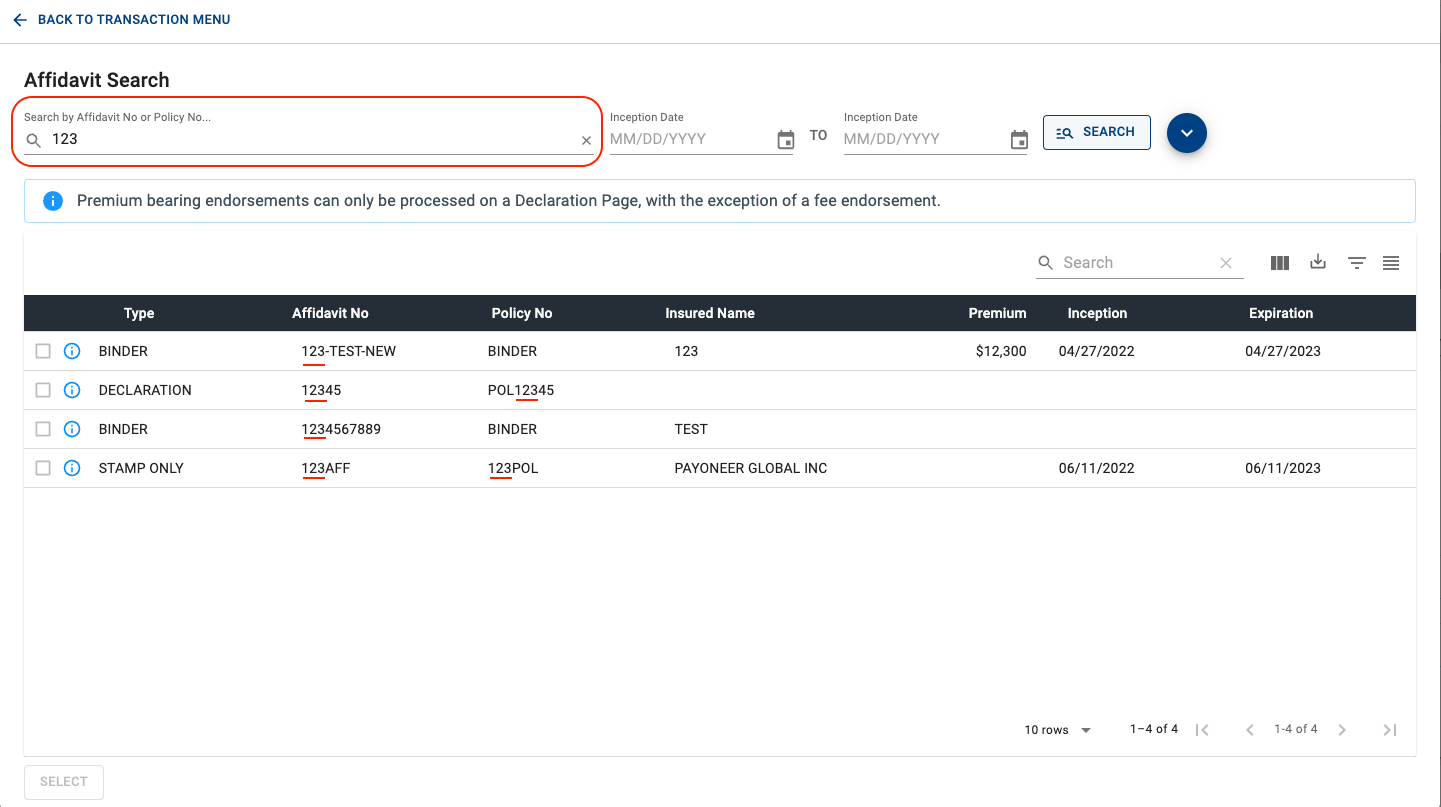 BACK TO TRANSACTION MENU
Affidavit Search
Search by Affidavit No or Policy No...
123
Inception Date
MM/DD/YYYY
TO
Inception Date
MM/DD/YYYY
SEARCH
Premium bearing endorsements can only be processed on a Declaration Page, with the exception of a fee endorsement.
Search
Type Affidavit No Policy No Insured Name Premium Inception Expiration
BINDER 123-TEST-NEW BINDER 123 $12,300 04/27/2022 04/27/2023
DECLARATION 12345 POL12345
BINDER 1234567889 BINDER TEST
STAMP ONLY 123AFF 123POL PAYONEER GLOBAL INC 06/11/2022 06/11/2023
10 rows 1–4 of 4 1-4 of 4
SELECT